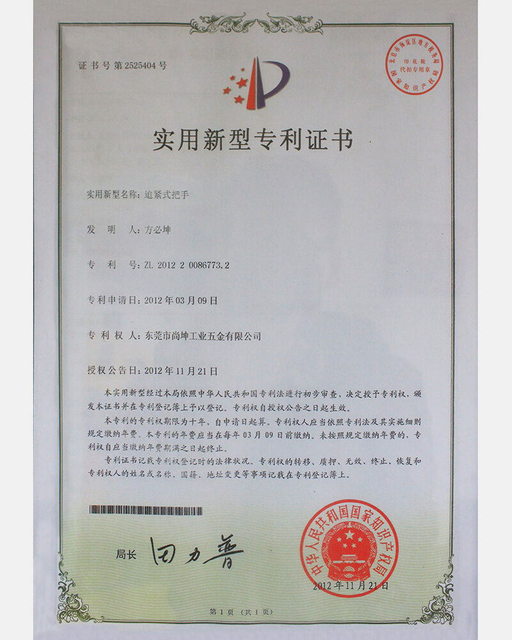 证书号第2525404号
实用新型专利证书
实用新型名称：追紧式把手
发明人：方必坤
专利号：ZL 2012 2 0086773.2
专利申请日：2012年03月09日
专利权人：东莞市尚坤工业五金有限公司
授权公告日：2012年11月21日
本实用新型经过本局依照中华人民共和国专利法进行初步审查，决定授予专利权，颁
发本证书并在专利登记簿上予以登记。专利权自授权公告之日起生效。
本专利的专利权期限为十年，自申请日起算。专利权人应当依照专利法及其实施细则
规定缴纳年费。本专利的年费应当在每年03月09日前缴纳。未按照规定缴纳年费的，专
利权自应当缴纳年费期满之日起终止。
专利证书记载专利权登记时的法律状况。专利权的转移、质押、无效、终止、恢复和
专利权人的姓名或名称、国籍、地址变更等事项记载在专利登记簿上。
局长
田力普
中华人民共和国国家知识产权局
2012年11月21日
第1页（共1页）